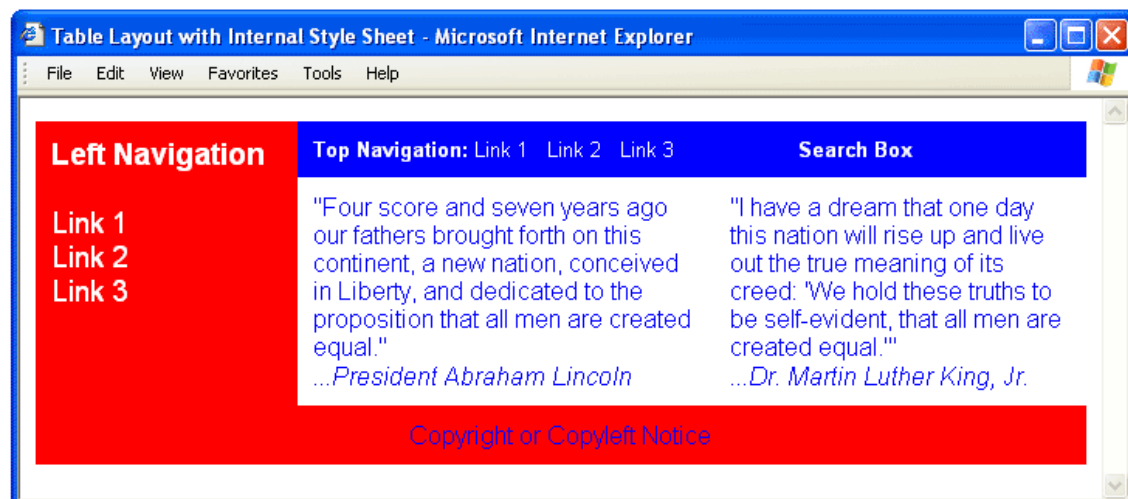 Table Layout with Internal Style Sheet - Microsoft Internet Explorer
File Edit View Favorites Tools Help
Left Navigation
Link 1
Link 2
Link 3
Top Navigation: Link 1 Link 2 Link 3
Search Box
"Four score and seven years ago
our fathers brought forth on this
continent, a new nation, conceived
in Liberty, and dedicated to the
proposition that all men are created
equal."
...President Abraham Lincoln
"I have a dream that one day
this nation will rise up and live
out the true meaning of its
creed: 'We hold these truths to
be self-evident, that all men are
created equal.'"
...Dr. Martin Luther King, Jr.
Copyright or Copyleft Notice